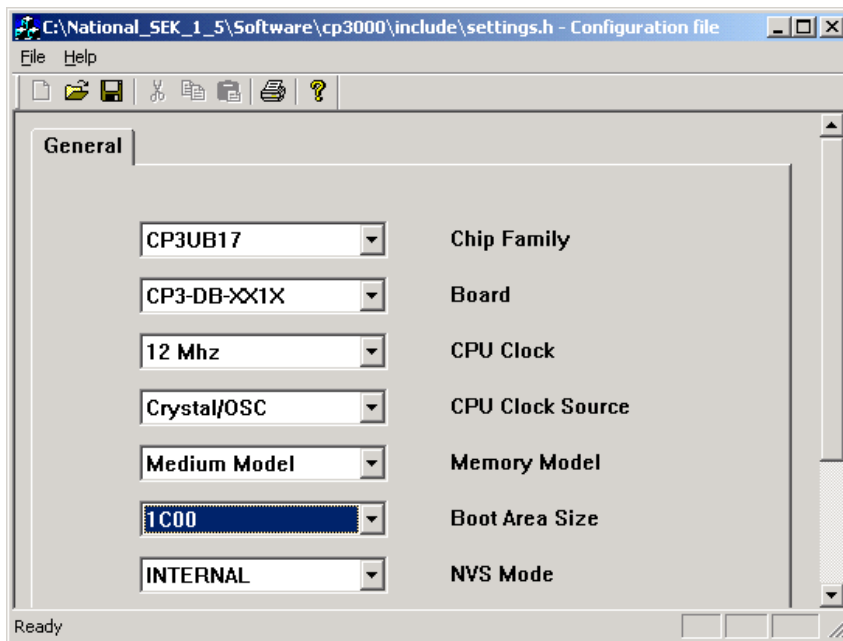 C:\National_SEK_1_5\Software\cp3000\include\settings.h - Configuration file
File Help
General
CP3UB17 Chip Family
CP3-DB-XX1X Board
12 Mhz CPU Clock
Crystal/OSC CPU Clock Source
Medium Model Memory Model
1C00 Boot Area Size
INTERNAL NVS Mode
Ready